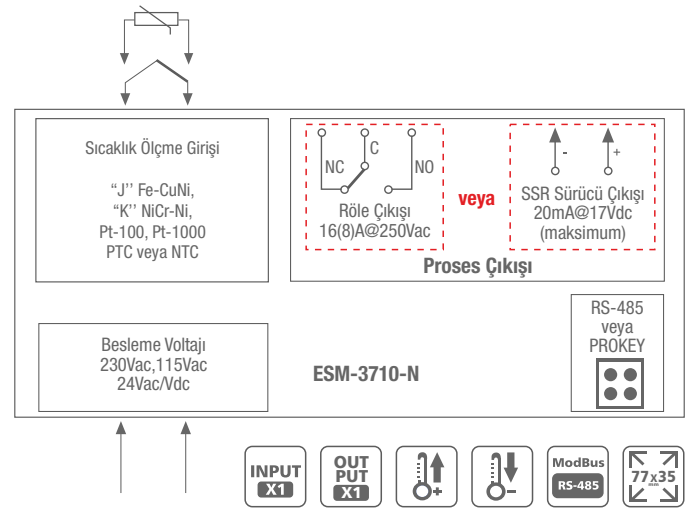 Sıcaklık Ölçme Girişi
“J’’ Fe-CuNi,
“K’’ NiCr-Ni,
Pt-100, Pt-1000
PTC veya NTC
NC
C
NO
Röle Çıkışı
16(8)A@250Vac
veya
-
+
SSR Sürücü Çıkışı
20mA@17Vdc
(maksimum)
Proses Çıkışı
Besleme Voltajı
230Vac,115Vac
24Vac/Vdc
ESM-3710-N
RS-485
veya
PROKEY
INPUT
X1
OUT
PUT
X1
+
-
ModBus
RS-485
77x35
mm